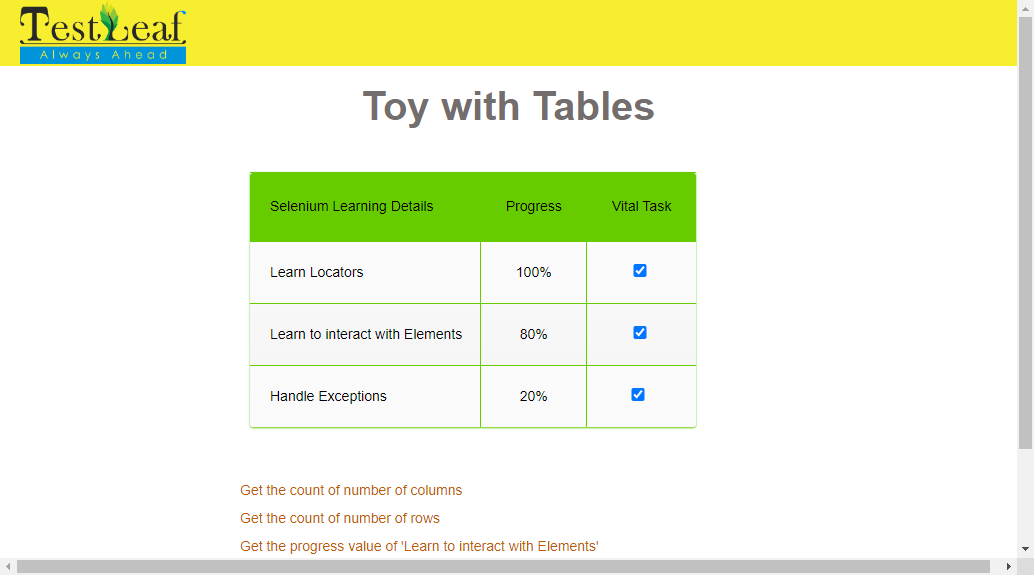 TestLeaf
Always Ahead
Toy with Tables
Selenium Learning Details Progress Vital Task
Learn Locators 100%
Learn to interact with Elements 80%
Handle Exceptions 20%
Get the count of number of columns
Get the count of number of rows
Get the progress value of 'Learn to interact with Elements'